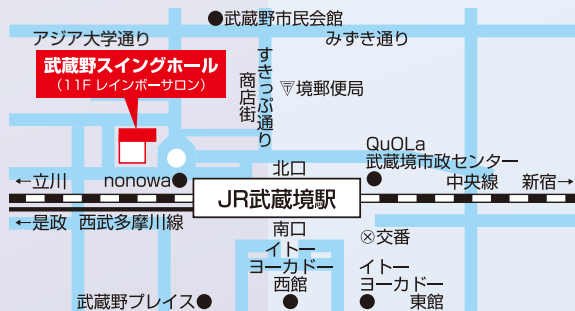 ●武蔵野市民会館
アジア大学通り
みずき通り
武蔵野スイングホール
（11F レインボーサロン）
すきっぷ通り
商店街
〒境郵便局
QuOLa
武蔵境市政センター
北口
←立川
nonowa●
JR武蔵境駅
中央線
新宿→
←是政
西武多摩川線
南口
交番
イトー
ヨーカドー
西館
イトー
ヨーカドー
東館
武蔵野プレイス●